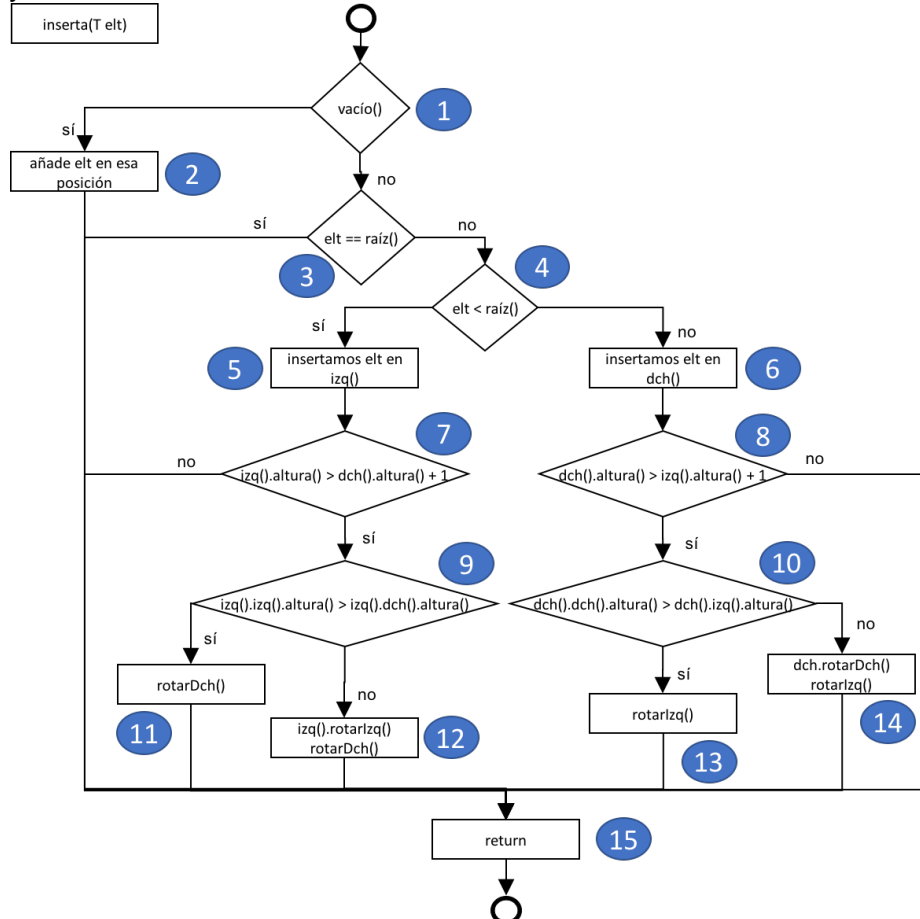 inserta(T elt)
vacío()
1
sí
añade elt en esa
posición
2
no
sí
elt == raíz()
no
3
4
elt < raíz()
sí
no
5
insertamos elt en
izq()
insertamos elt en
dch()
6
7
8
no
izq().altura() > dch().altura() + 1
dch().altura() > izq().altura() + 1
no
sí
sí
9
10
izq().izq().altura() > izq().dch().altura()
dch().dch().altura() > dch().izq().altura()
sí
no
no
sí
rotarDch()
11
izq().rotarIzq()
rotarDch()
12
rotarIzq()
13
dch.rotarDch()
rotarIzq()
14
return
15